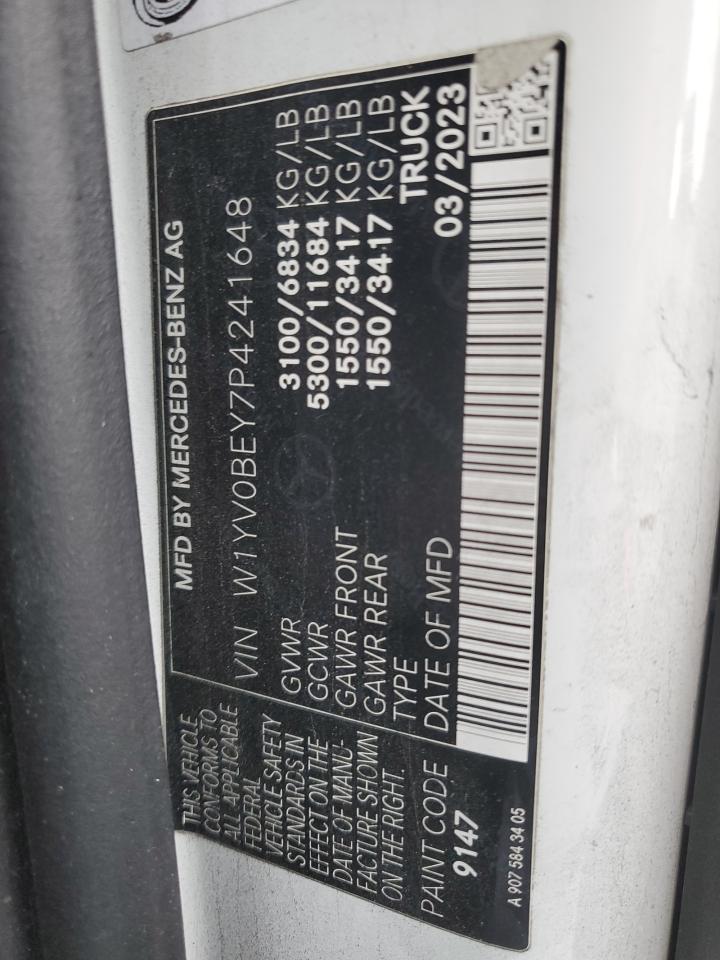 MFD BY MERCEDES-BENZ AG
VIN W1YV0BEY7P4241648
GVWR 3100/6834 KG/LB
GCWR 5300/11684 KG/LB
GAWR FRONT 1550/3417 KG/LB
GAWR REAR 1550/3417 KG/LB
TYPE TRUCK
DATE OF MFD 03/2023
THIS VEHICLE
CONFORMS TO
ALL APPLICABLE
FEDERAL
VEHICLE SAFETY
STANDARDS IN
EFFECT ON THE
DATE OF MANU-
FACTURE SHOWN
ON THE RIGHT.
PAINT CODE
9147
A 907 584 34 05